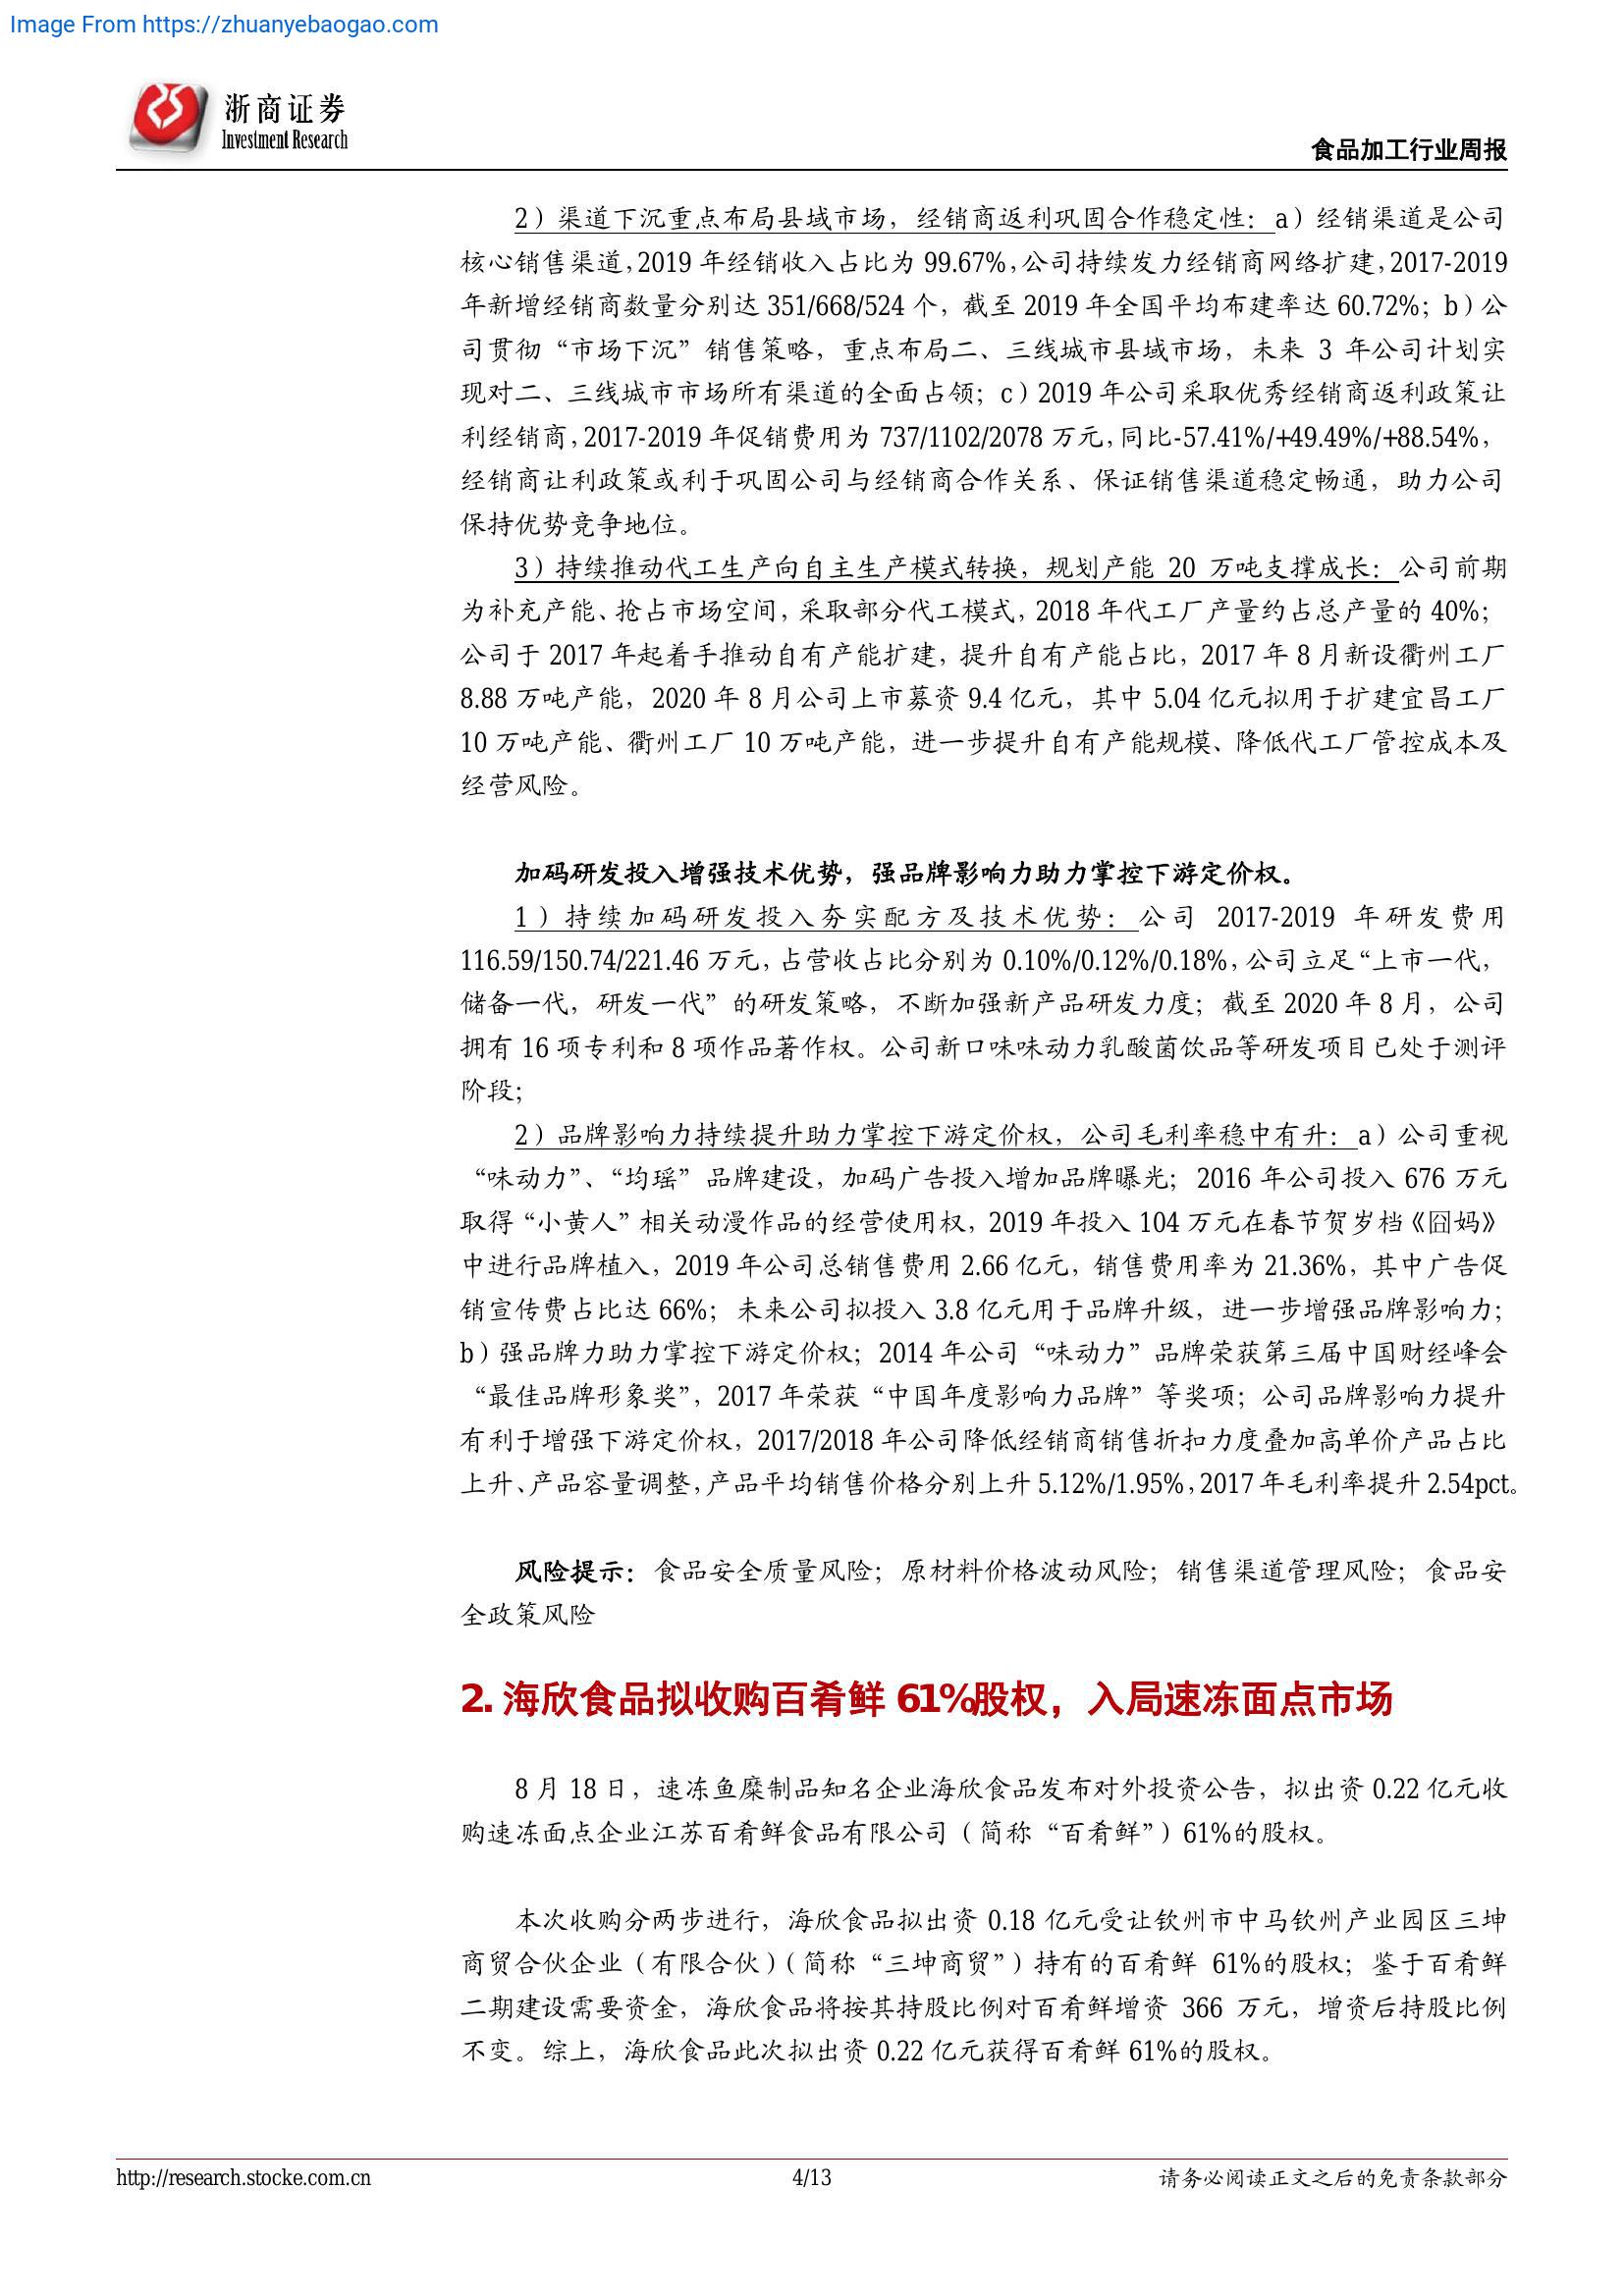 Image From https://zhuanyebaogao.com
浙商证券
Investment Research
食品加工行业周报
2）渠道下沉重点布局县域市场，经销商返利巩固合作稳定性：a）经销渠道是公司
核心销售渠道，2019 年经销收入占比为 99.67%，公司持续发力经销商网络扩建，2017-2019
年新增经销商数量分别达 351/668/524 个，截至 2019 年全国平均布建率达 60.72%；b）公
司贯彻“市场下沉”销售策略，重点布局二、三线城市县域市场，未来 3 年公司计划实
现对二、三线城市市场所有渠道的全面占领；c）2019 年公司采取优秀经销商返利政策让
利经销商，2017-2019 年促销费用为 737/1102/2078 万元，同比-57.41%/+49.49%/+88.54%，
经销商让利政策或利于巩固公司与经销商合作关系、保证销售渠道稳定畅通，助力公司
保持优势竞争地位。
3）持续推动代工生产向自主生产模式转换，规划产能 20 万吨支撑成长：公司前期
为补充产能、抢占市场空间，采取部分代工模式，2018 年代工厂产量约占总产量的 40%；
公司于 2017 年起着手推动自有产能扩建，提升自有产能占比，2017 年 8 月新设衢州工厂
8.88 万吨产能，2020 年 8 月公司上市募资 9.4 亿元，其中 5.04 亿元拟用于扩建宜昌工厂
10 万吨产能、衢州工厂 10 万吨产能，进一步提升自有产能规模、降低代工厂管控成本及
经营风险。
加码研发投入增强技术优势，强品牌影响力助力掌控下游定价权。
1）持续加码研发投入夯实配方及技术优势：公司 2017-2019 年研发费用
116.59/150.74/221.46 万元，占营收占比分别为 0.10%/0.12%/0.18%，公司立足“上市一代，
储备一代，研发一代”的研发策略，不断加强新产品研发力度；截至 2020 年 8 月，公司
拥有 16 项专利和 8 项作品著作权。公司新口味味动力乳酸菌饮品等研发项目已处于测评
阶段；
2）品牌影响力持续提升助力掌控下游定价权，公司毛利率稳中有升：a）公司重视
“味动力”、“均瑶”品牌建设，加码广告投入增加品牌曝光；2016 年公司投入 676 万元
取得“小黄人”相关动漫作品的经营使用权，2019 年投入 104 万元在春节贺岁档《囧妈》
中进行品牌植入，2019 年公司总销售费用 2.66 亿元，销售费用率为 21.36%，其中广告促
销宣传费占比达 66%；未来公司拟投入 3.8 亿元用于品牌升级，进一步增强品牌影响力；
b）强品牌力助力掌控下游定价权；2014 年公司“味动力”品牌荣获第三届中国财经峰会
“最佳品牌形象奖”，2017 年荣获“中国年度影响力品牌”等奖项；公司品牌影响力提升
有利于增强下游定价权，2017/2018 年公司降低经销商销售折扣力度叠加高单价产品占比
上升、产品容量调整，产品平均销售价格分别上升 5.12%/1.95%，2017 年毛利率提升 2.54pct。
风险提示：食品安全质量风险；原材料价格波动风险；销售渠道管理风险；食品安
全政策风险
2. 海欣食品拟收购百肴鲜 61%股权，入局速冻面点市场
8 月 18 日，速冻鱼糜制品知名企业海欣食品发布对外投资公告，拟出资 0.22 亿元收
购速冻面点企业江苏百肴鲜食品有限公司（简称“百肴鲜”）61%的股权。
本次收购分两步进行，海欣食品拟出资 0.18 亿元受让钦州市中马钦州产业园区三坤
商贸合伙企业（有限合伙）（简称“三坤商贸”）持有的百肴鲜 61%的股权；鉴于百肴鲜
二期建设需要资金，海欣食品将按其持股比例对百肴鲜增资 366 万元，增资后持股比例
不变。综上，海欣食品此次拟出资 0.22 亿元获得百肴鲜 61%的股权。
http://research.stocke.com.cn
4/13
请务必阅读正文之后的免责条款部分